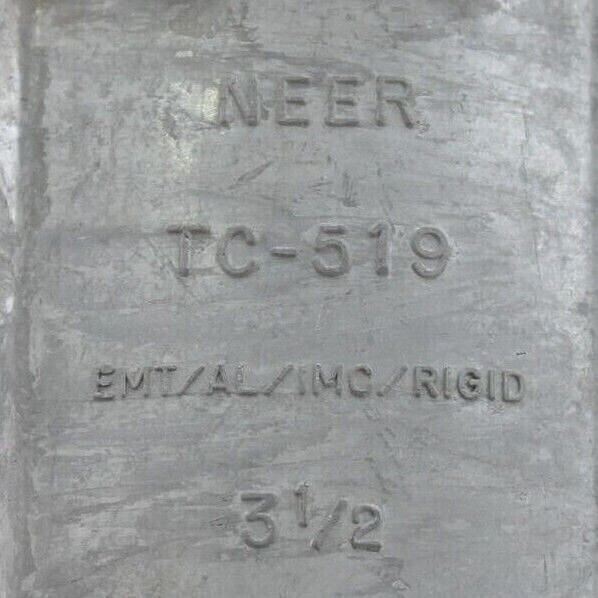 NEER
TC-519
EMT/AL/IMC/RIGID
3 1/2